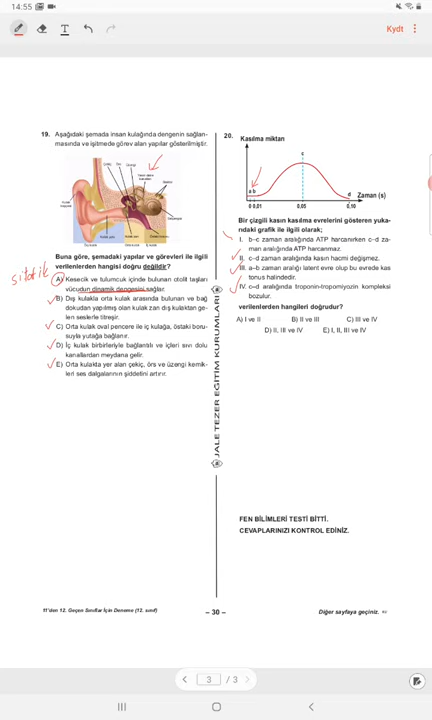 14:55
Kydt
19. Aşağıdaki şemada insan kulağında dengenin sağlan-
masında ve işitmede görev alan yapılar gösterilmiştir.
Buna göre, şemadaki yapılar ve görevleri ile ilgili
verilenlerden hangisi doğru değildir?
sitatik
A) Kesecik ve tulumcuk içinde bulunan otolit taşları
vücudun dinamik dengesini sağlar.
B) Dış kulakla orta kulak arasında bulunan ve bağ
dokudan yapılmış olan kulak zarı dış kulaktan ge-
len seslerle titreşir.
C) Orta kulak oval pencere ile iç kulağa, östaki boru-
suyla yutağa bağlanır.
D) İç kulak birbirleriyle bağlantılı ve içleri sıvı dolu
kanallardan meydana gelir.
E) Orta kulakta yer alan çekiç, örs ve üzengi kemik-
leri ses dalgalarının şiddetini artırır.
JALE TEZER EĞİTİM KURUMLARI
20.
Kasılma miktarı
c
a b
d
Zaman (s)
0 0,01
0,05
0,10
Bir çizgili kasın kasılma evrelerini gösteren yuka-
rıdaki grafik ile ilgili olarak;
I. b-c zaman aralığında ATP harcanırken c-d za-
man aralığında ATP harcanmaz.
II. c-d zaman aralığında kasın hacmi değişmez.
III. a-b zaman aralığı latent evre olup bu evrede kas
tonus halindedir.
IV. c-d aralığında troponin-tropomiyozin kompleksi
bozulur.
verilenlerden hangileri doğrudur?
A) I ve II
B) II ve III
C) III ve IV
D) II, III ve IV
E) I, II, III ve IV
FEN BİLİMLERİ TESTİ BİTTİ.
CEVAPLARINIZI KONTROL EDİNİZ.
11'den 12. Geçen Sınıflar İçin Deneme (12. sınıf)
– 30 –
Diğer sayfaya geçiniz.
3 / 3